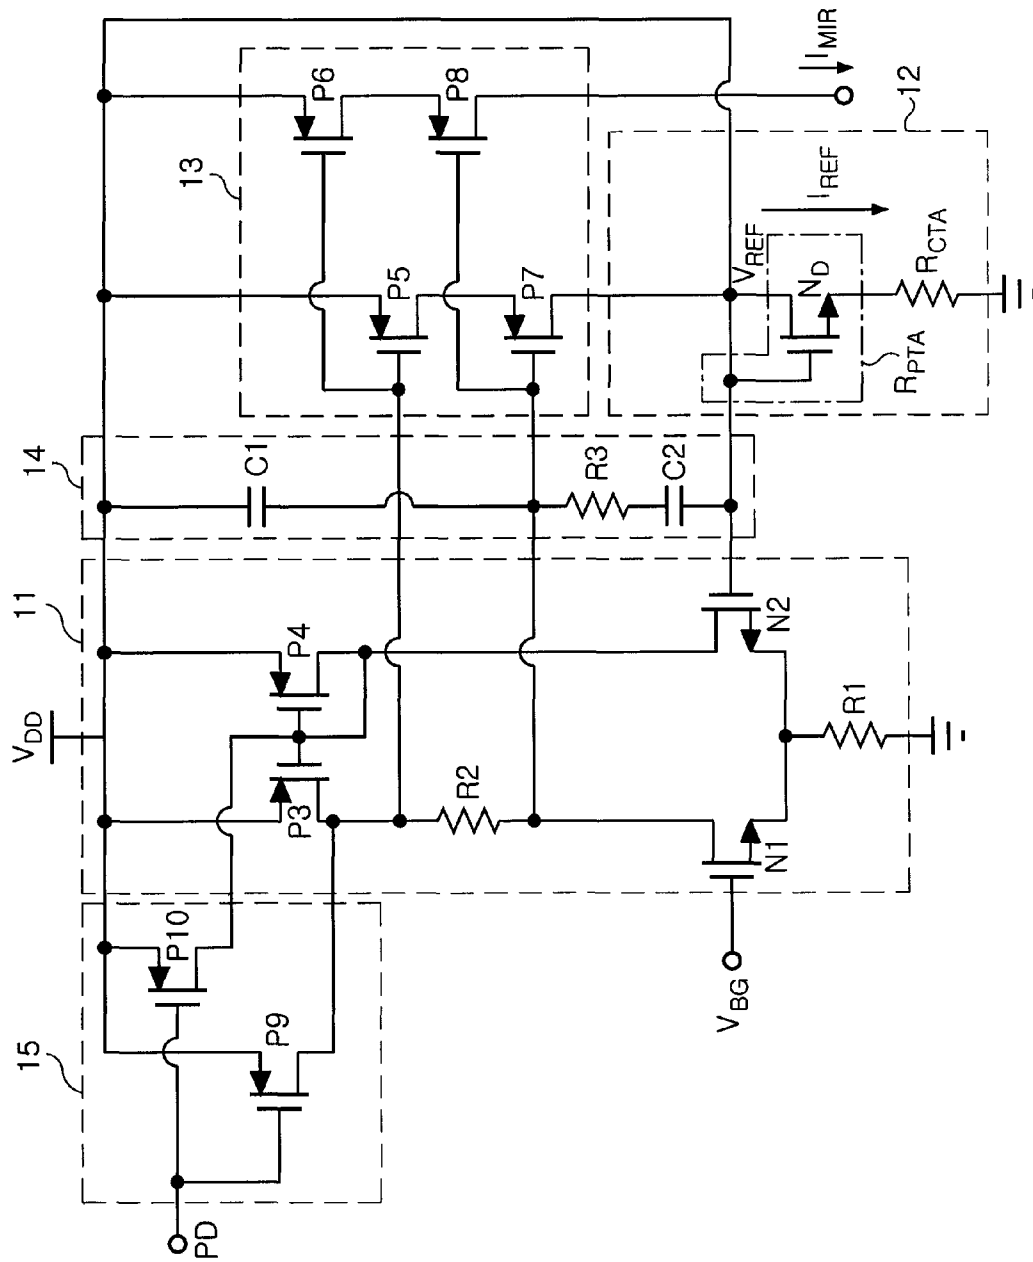 V_DD
15
11
14
13
P6
P8
I_MIR
12
P10
P9
P3
P4
C1
P5
P7
V_REF
I_REF
N_D
R_CTA
R_PTA
R2
R3
C2
PD
V_BG
N1
N2
R1